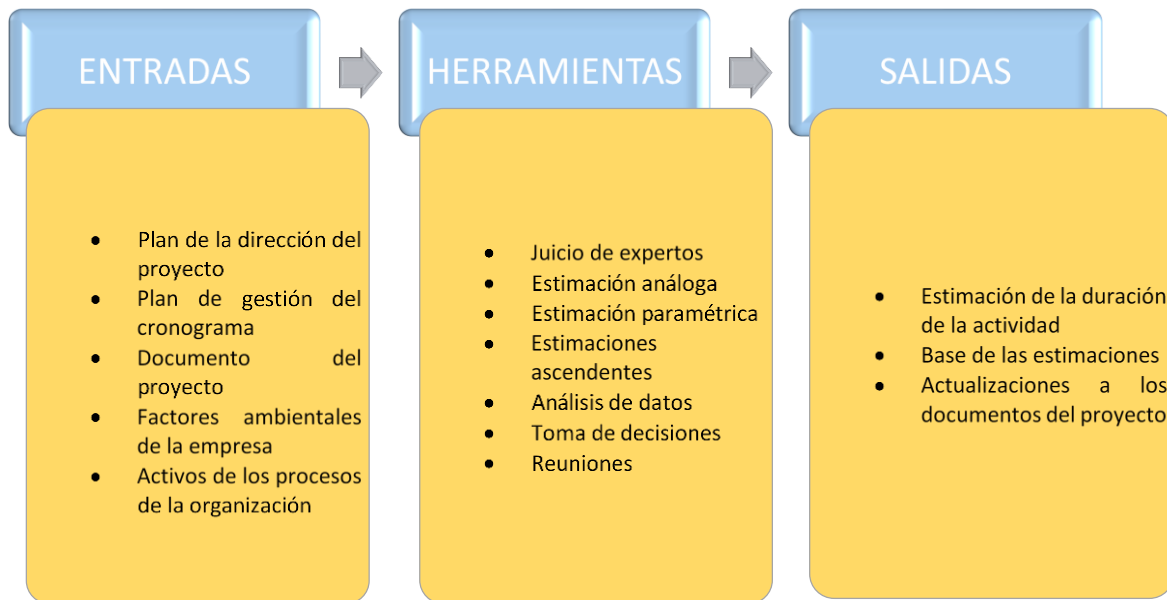 ENTRADAS
• Plan de la dirección del
proyecto
• Plan de gestión del
cronograma
• Documento del
proyecto
• Factores ambientales
de la empresa
• Activos de los procesos
de la organización
HERRAMIENTAS
• Juicio de expertos
• Estimación análoga
• Estimación paramétrica
• Estimaciones
ascendentes
• Análisis de datos
• Toma de decisiones
• Reuniones
SALIDAS
• Estimación de la duración
de la actividad
• Base de las estimaciones
• Actualizaciones a los
documentos del proyecto